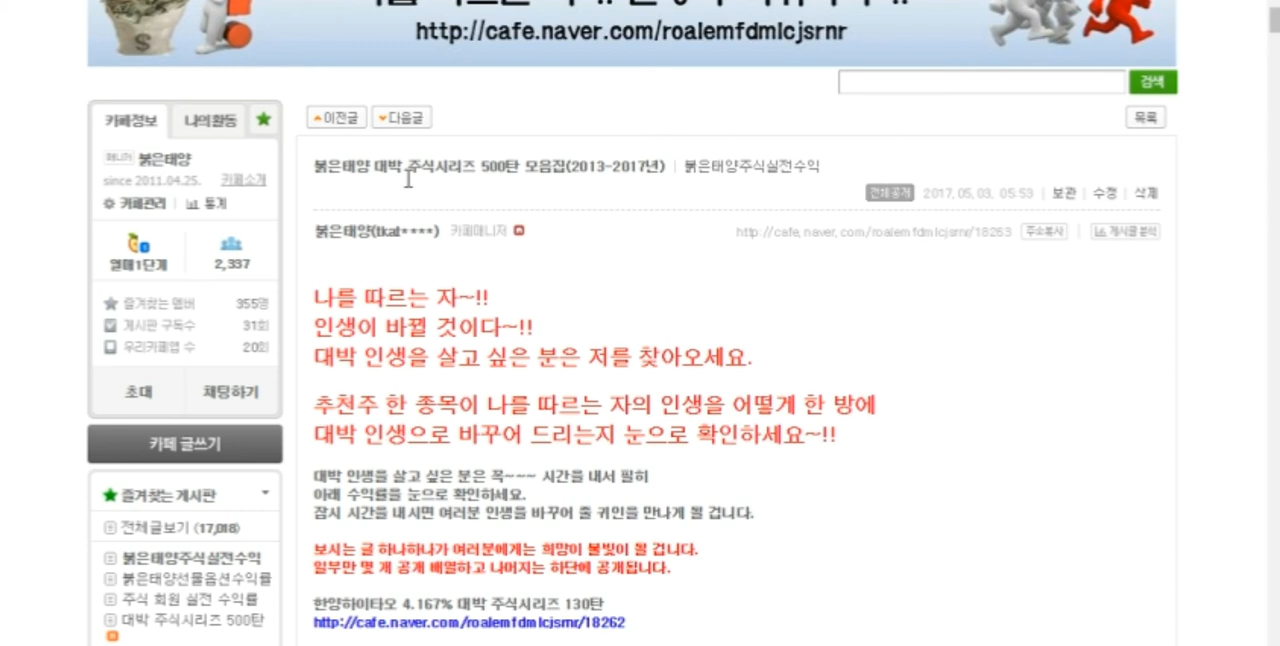 http://cafe.naver.com/roalemfdmlcjsrnr
검색
카페정보 나의활동
이전글 다음글
목록
매니저 붉은태양
since 2011.04.25. 카페소개
카페관리 통계
붉은태양 대박 주식시리즈 500탄 모음집(2013-2017년) | 붉은태양주식실전수익
전체공개 2017.05.03. 05:53 | 보관 | 수정 | 삭제
붉은태양(tkat****) 카페매니저
http://cafe.naver.com/roalemfdmlcjsrnr/18263 주소복사 | 게시글 분석
열매1단계 2,337
즐겨찾는 멤버 355명
게시판 구독수 31회
우리카페앱 수 20회
초대 채팅하기
카페 글쓰기
즐겨찾는 게시판
전체글보기 (17,018)
붉은태양주식실전수익
붉은태양선물옵션수익률
주식 회원 실전 수익률
대박 주식시리즈 500탄
나를 따르는 자~!!
인생이 바뀔 것이다~!!
대박 인생을 살고 싶은 분은 저를 찾아오세요.
추천주 한 종목이 나를 따르는 자의 인생을 어떻게 한 방에
대박 인생으로 바꾸어 드리는지 눈으로 확인하세요~!!
대박 인생을 살고 싶은 분은 꼭~~~ 시간을 내서 필히
아래 수익률을 눈으로 확인하세요.
잠시 시간을 내시면 여러분 인생을 바꾸어 줄 귀인을 만나게 될 겁니다.
보시는 글 하나하나가 여러분에게는 희망이 불빛이 될 겁니다.
일부만 몇 개 공개 배열하고 나머지는 하단에 공개됩니다.
한양하이타오 4.167% 대박 주식시리즈 130탄
http://cafe.naver.com/roalemfdmlcjsrnr/18262